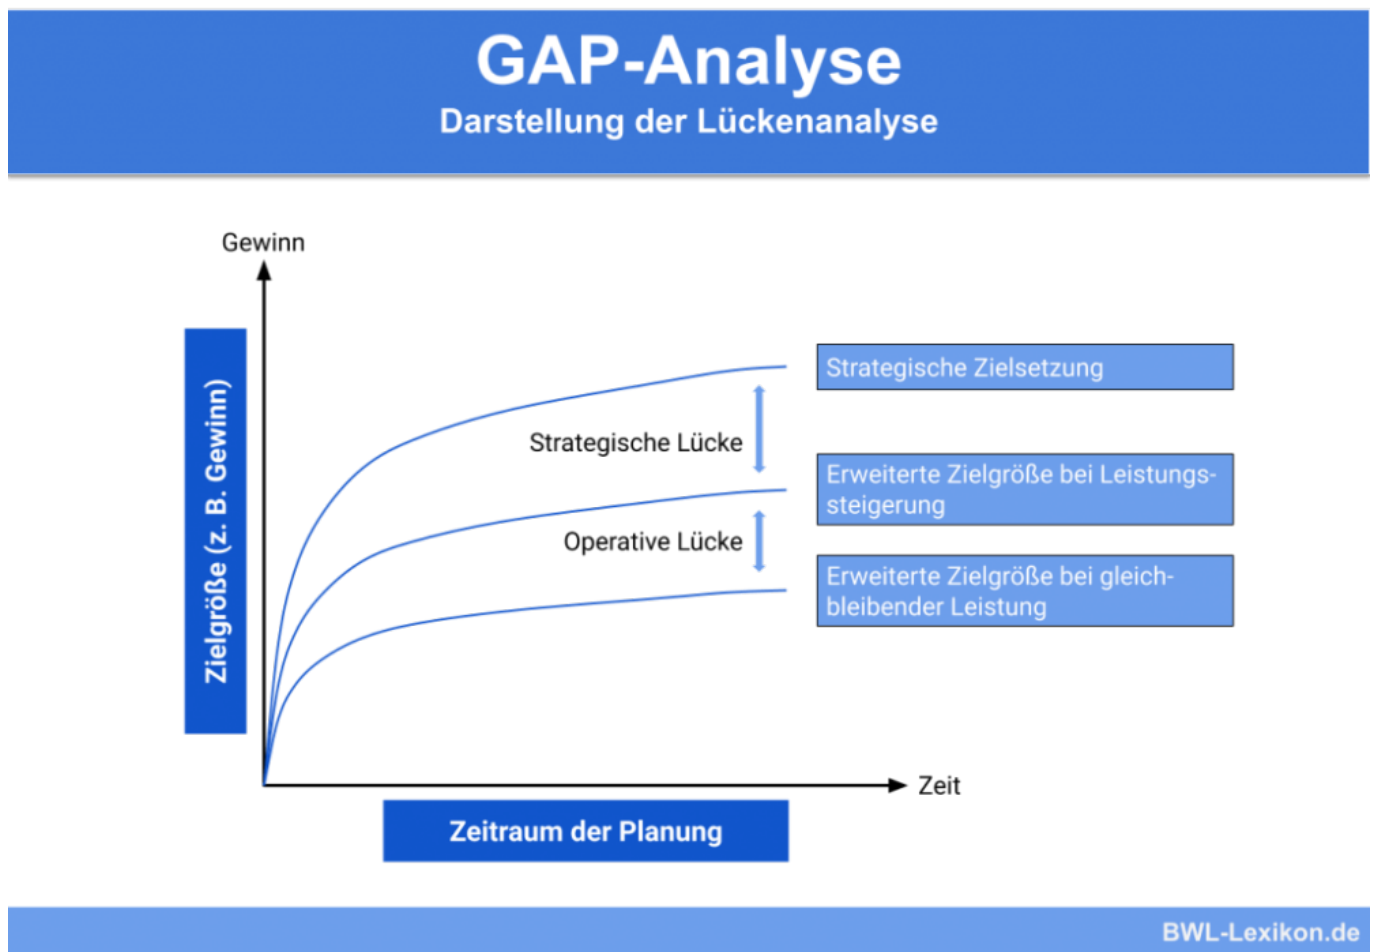 GAP-Analyse
Darstellung der Lückenanalyse
Gewinn
Zielgröße (z. B. Gewinn)
Strategische Zielsetzung
Strategische Lücke
Erweiterte Zielgröße bei Leistungs-
steigerung
Operative Lücke
Erweiterte Zielgröße bei gleich-
bleibender Leistung
Zeit
Zeitraum der Planung
BWL-Lexikon.de